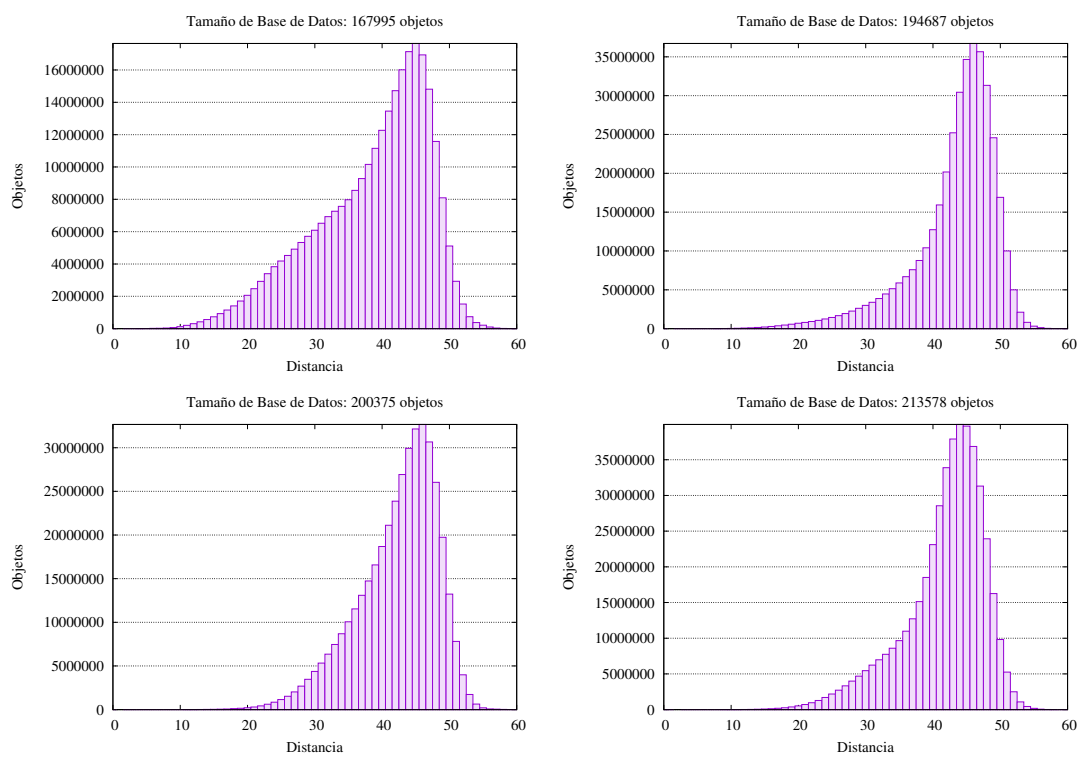 Tamaño de Base de Datos: 167995 objetos
16000000
14000000
12000000
10000000
8000000
6000000
4000000
2000000
0
Objetos
0 10 20 30 40 50 60
Distancia
Tamaño de Base de Datos: 194687 objetos
35000000
30000000
25000000
20000000
15000000
10000000
5000000
0
Objetos
0 10 20 30 40 50 60
Distancia
Tamaño de Base de Datos: 200375 objetos
30000000
25000000
20000000
15000000
10000000
5000000
0
Objetos
0 10 20 30 40 50 60
Distancia
Tamaño de Base de Datos: 213578 objetos
35000000
30000000
25000000
20000000
15000000
10000000
5000000
0
Objetos
0 10 20 30 40 50 60
Distancia